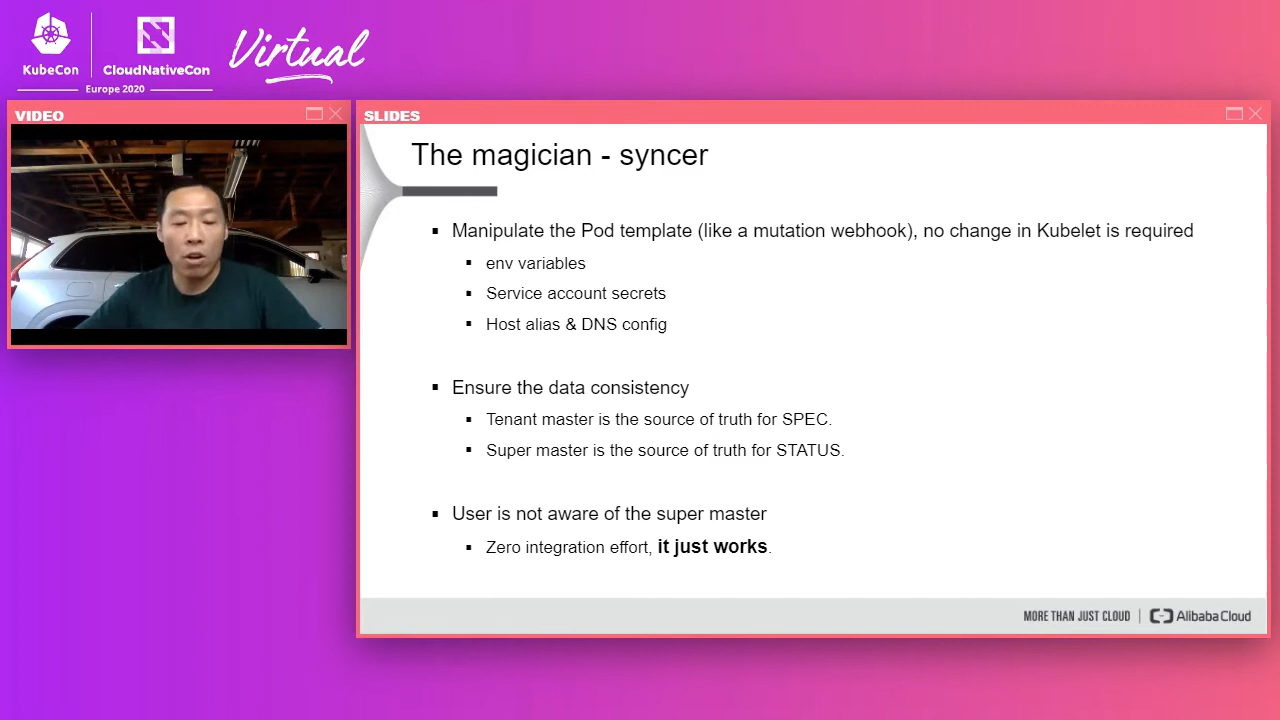 KubeCon
CloudNativeCon
Europe 2020
Virtual
VIDEO
SLIDES
The magician - syncer
▪ Manipulate the Pod template (like a mutation webhook), no change in Kubelet is required
▪ env variables
▪ Service account secrets
▪ Host alias & DNS config
▪ Ensure the data consistency
▪ Tenant master is the source of truth for SPEC.
▪ Super master is the source of truth for STATUS.
▪ User is not aware of the super master
▪ Zero integration effort, it just works.
MORE THAN JUST CLOUD | Alibaba Cloud